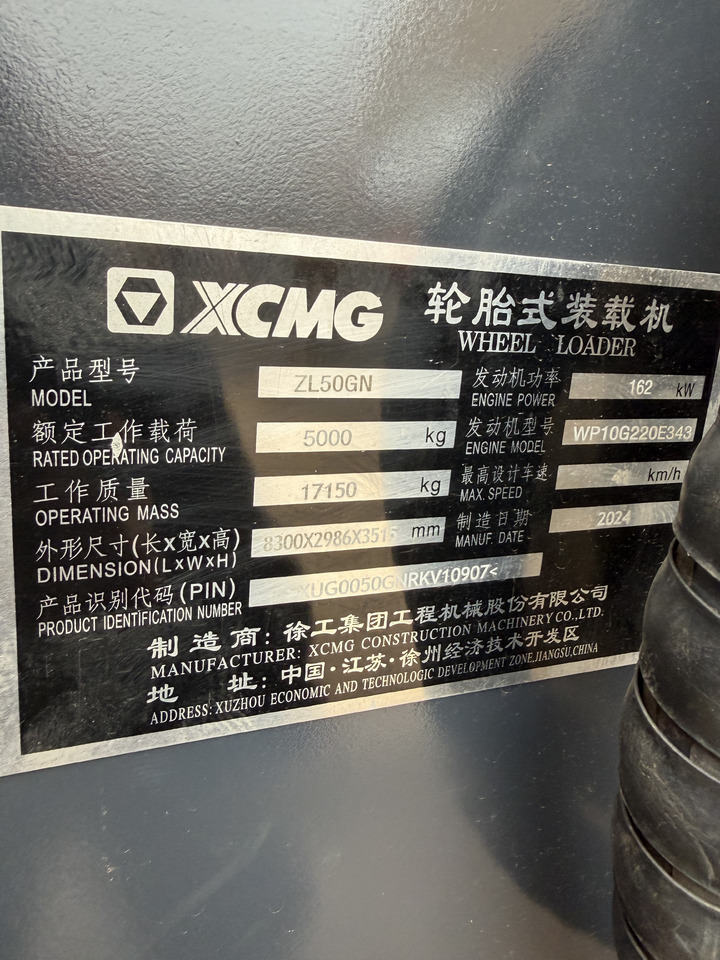 XCMG 轮胎式装载机
WHEEL LOADER
产品型号 ZL50GN 发动机功率 162 kW
MODEL ENGINE POWER
额定工作载荷 5000 kg 发动机型号 WP10G220E343
RATED OPERATING CAPACITY ENGINE MODEL
工作质量 17150 kg 最高设计车速 km/h
OPERATING MASS MAX. SPEED
外形尺寸(长x宽x高) 8300X2986X3515 mm 制造日期 2024
DIMENSION(LxWxH) MANUF. DATE
产品识别代码(PIN)
PRODUCT IDENTIFICATION NUMBER
制造商:徐工集团工程机械股份有限公司
MANUFACTURER: XCMG CONSTRUCTION MACHINERY CO.,LTD.
地 址:中国·江苏·徐州经济技术开发区
ADDRESS: XUZHOU ECONOMIC AND TECHNOLOGIC DEVELOPMENT ZONE,JIANGSU,CHINA